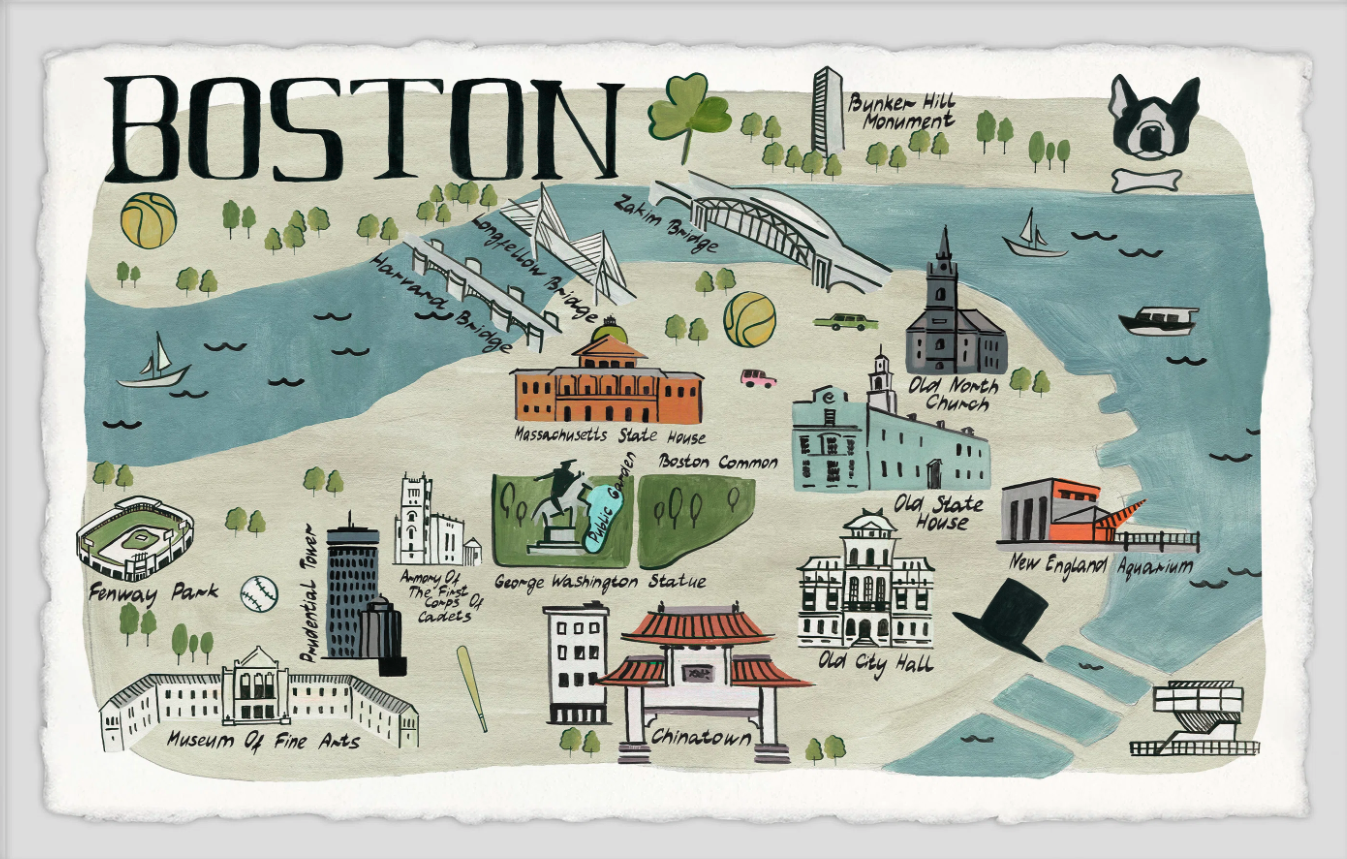 BOSTON
Bunker Hill
Monument
Zakim Bridge
Longfellow Bridge
Harvard Bridge
Old North
Church
Massachusetts State House
Boston Common
Public Garden
Old State
House
New England Aquarium
George Washington Statue
Armory Of
The First
Corps Of
Cadets
Prudential Tower
Fenway Park
Old City Hall
Museum Of Fine Arts
Chinatown